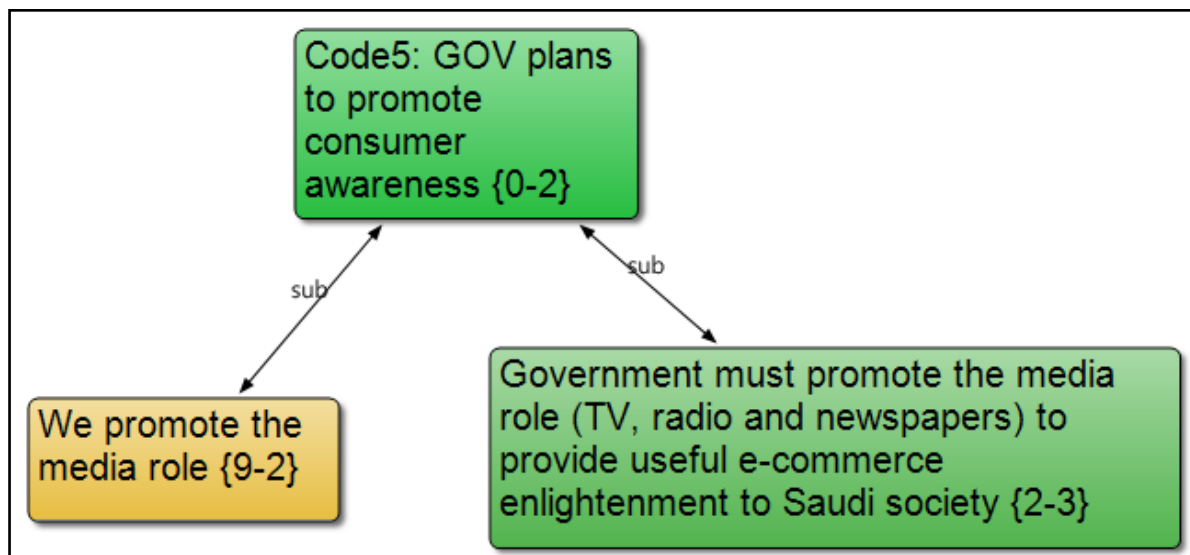 Code5: GOV plans
to promote
consumer
awareness {0-2}
sub
sub
We promote the
media role {9-2}
Government must promote the media
role (TV, radio and newspapers) to
provide useful e-commerce
enlightenment to Saudi society {2-3}